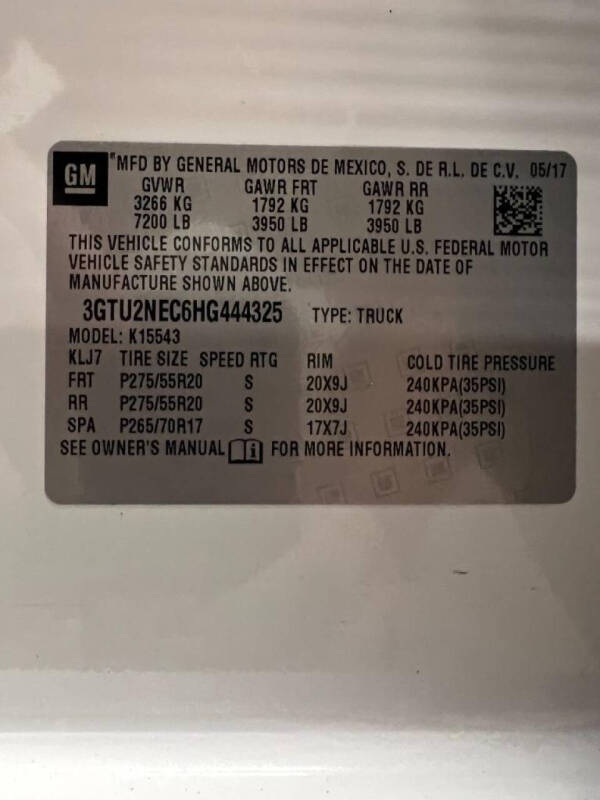 GM "MFD BY GENERAL MOTORS DE MEXICO, S. DE R.L. DE C.V. 05/17
GVWR GAWR FRT GAWR RR
3266 KG 1792 KG 1792 KG
7200 LB 3950 LB 3950 LB
THIS VEHICLE CONFORMS TO ALL APPLICABLE U.S. FEDERAL MOTOR
VEHICLE SAFETY STANDARDS IN EFFECT ON THE DATE OF
MANUFACTURE SHOWN ABOVE.
3GTU2NEC6HG444325 TYPE: TRUCK
MODEL: K15543
KLJ7 TIRE SIZE SPEED RTG RIM COLD TIRE PRESSURE
FRT P275/55R20 S 20X9J 240KPA(35PSI)
RR P275/55R20 S 20X9J 240KPA(35PSI)
SPA P265/70R17 S 17X7J 240KPA(35PSI)
SEE OWNER'S MANUAL i FOR MORE INFORMATION.